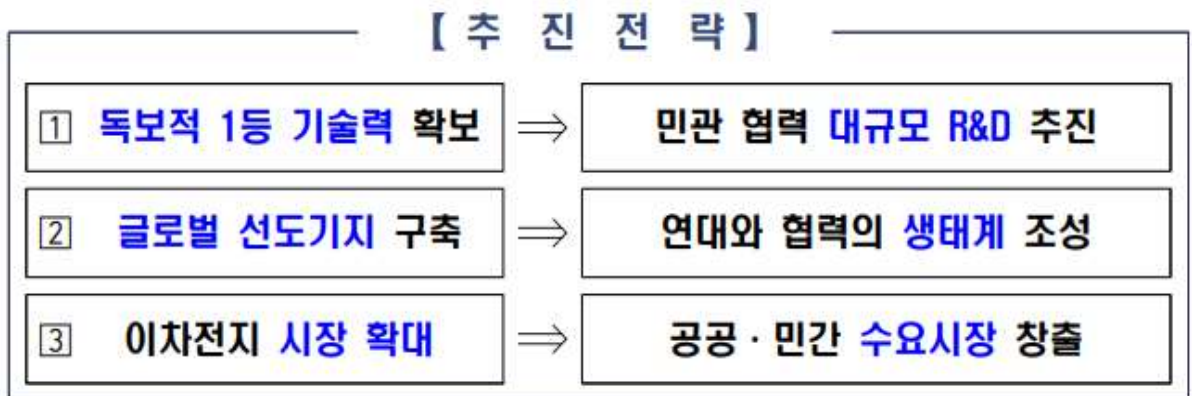 【 추 진 전 략 】
1 독보적 1등 기술력 확보 ⇒ 민관 협력 대규모 R&D 추진
2 글로벌 선도기지 구축 ⇒ 연대와 협력의 생태계 조성
3 이차전지 시장 확대 ⇒ 공공·민간 수요시장 창출